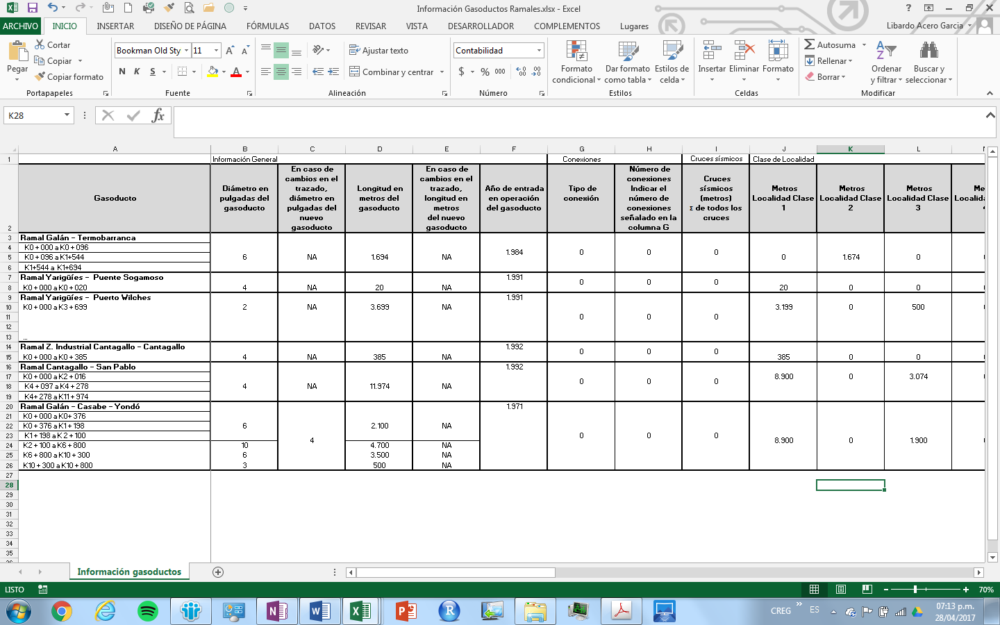 Información Gasoductos Ramales.xlsx - Excel
ARCHIVO INICIO INSERTAR DISEÑO DE PÁGINA FÓRMULAS DATOS REVISAR VISTA DESARROLLADOR COMPLEMENTOS Lugares Libardo Acero Garcia
Pegar
Cortar
Copiar
Copiar formato
Portapapeles
Bookman Old Sty 11
N K S
Fuente
Ajustar texto
Combinar y centrar
Alineación
Contabilidad
$ % 000
Número
Formato condicional
Dar formato como tabla
Estilos de celda
Estilos
Insertar Eliminar Formato
Celdas
Autosuma
Rellenar
Borrar
Ordenar y filtrar
Buscar y seleccionar
Modificar
K28
A B C D E F G H I J K L
1 Información General Conexiones Cruces sísmicos Clase de Localidad
2 Gasoducto
Diámetro en pulgadas del gasoducto
En caso de cambios en el trazado, diámetro en pulgadas del nuevo gasoducto
Longitud en metros del gasoducto
En caso de cambios en el trazado, longitud en metros del nuevo gasoducto
Año de entrada en operación del gasoducto
Tipo de conexión
Número de conexiones Indicar el número de conexiones señalado en la columna G
Cruces sísmicos (metros) Σ de todos los cruces
Metros Localidad Clase 1
Metros Localidad Clase 2
Metros Localidad Clase 3
3 Ramal Galán - Termobarranca
4 K0 + 000 a K0 + 096 1.984 0 0 0
5 K0 + 096 a K1+544 6 NA 1.694 NA 0 1.674 0
6 K1+544 a K1+694
7 Ramal Yarigüíes - Puente Sogamoso 1.991 0 0 0
8 K0 + 000 a K0 + 020 4 NA 20 NA 20 0 0
9 Ramal Yarigüíes - Puerto Wilches 1.991
10 K0 + 000 a K3 + 699 2 NA 3.699 NA 3.199 0 500
11 0 0 0
12
13 ...
14 Ramal Z. Industrial Cantagallo - Cantagallo 1.992 0 0 0
15 K0 + 000 a K0 + 385 4 NA 385 NA 385 0 0
16 Ramal Cantagallo - San Pablo 1.992
17 K0 + 000 a K2 + 016 0 0 0 8.900 0 3.074
18 K4 + 097 a K4 + 278 4 NA 11.974 NA
19 K4+ 278 a K11 + 974
20 Ramal Galán - Casabe - Yondó 1.971
21 K0 + 000 a K0+ 376
22 K0 + 376 a K1 + 198 6 2.100 NA
23 K1 + 198 a K 2 + 100 4 0 0 0 8.900 0 1.900
24 K2 + 100 a K6 + 800 10 4.700 NA
25 K6 + 800 a K10 + 300 6 3.500 NA
26 K10 + 300 a K10 + 800 3 500 NA
27
28
29
30
31
32
33
34
35
Información gasoductos
LISTO 70%
CREG ES 07:13 p.m.
28/04/2017